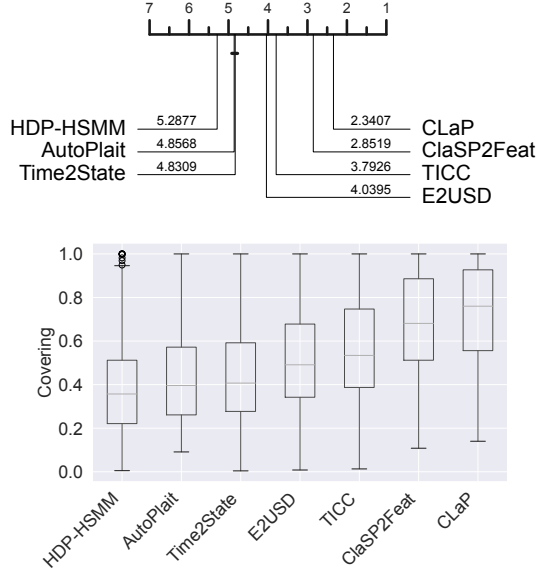 7 6 5 4 3 2 1
HDP-HSMM 5.2877 2.3407 CLaP
AutoPlait 4.8568 2.8519 ClaSP2Feat
Time2State 4.8309 3.7926 TICC
4.0395 E2USD
1.0
0.8
0.6
0.4
0.2
0.0
Covering
HDP-HSMM AutoPlait Time2State E2USD TICC ClaSP2Feat CLaP